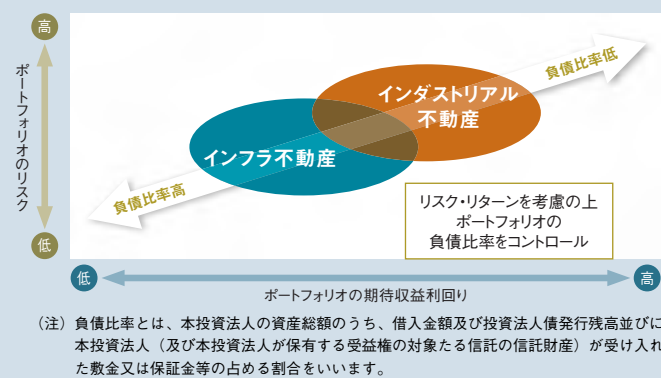 高
ポートフォリオのリスク
低
負債比率低
インダストリアル
不動産
インフラ不動産
負債比率高
リスク・リターンを考慮の上
ポートフォリオの
負債比率をコントロール
低
高
ポートフォリオの期待収益利回り
(注) 負債比率とは、本投資法人の資産総額のうち、借入金額及び投資法人債発行残高並びに
本投資法人（及び本投資法人が保有する受益権の対象たる信託の信託財産）が受け入れ
た敷金又は保証金等の占める割合をいいます。